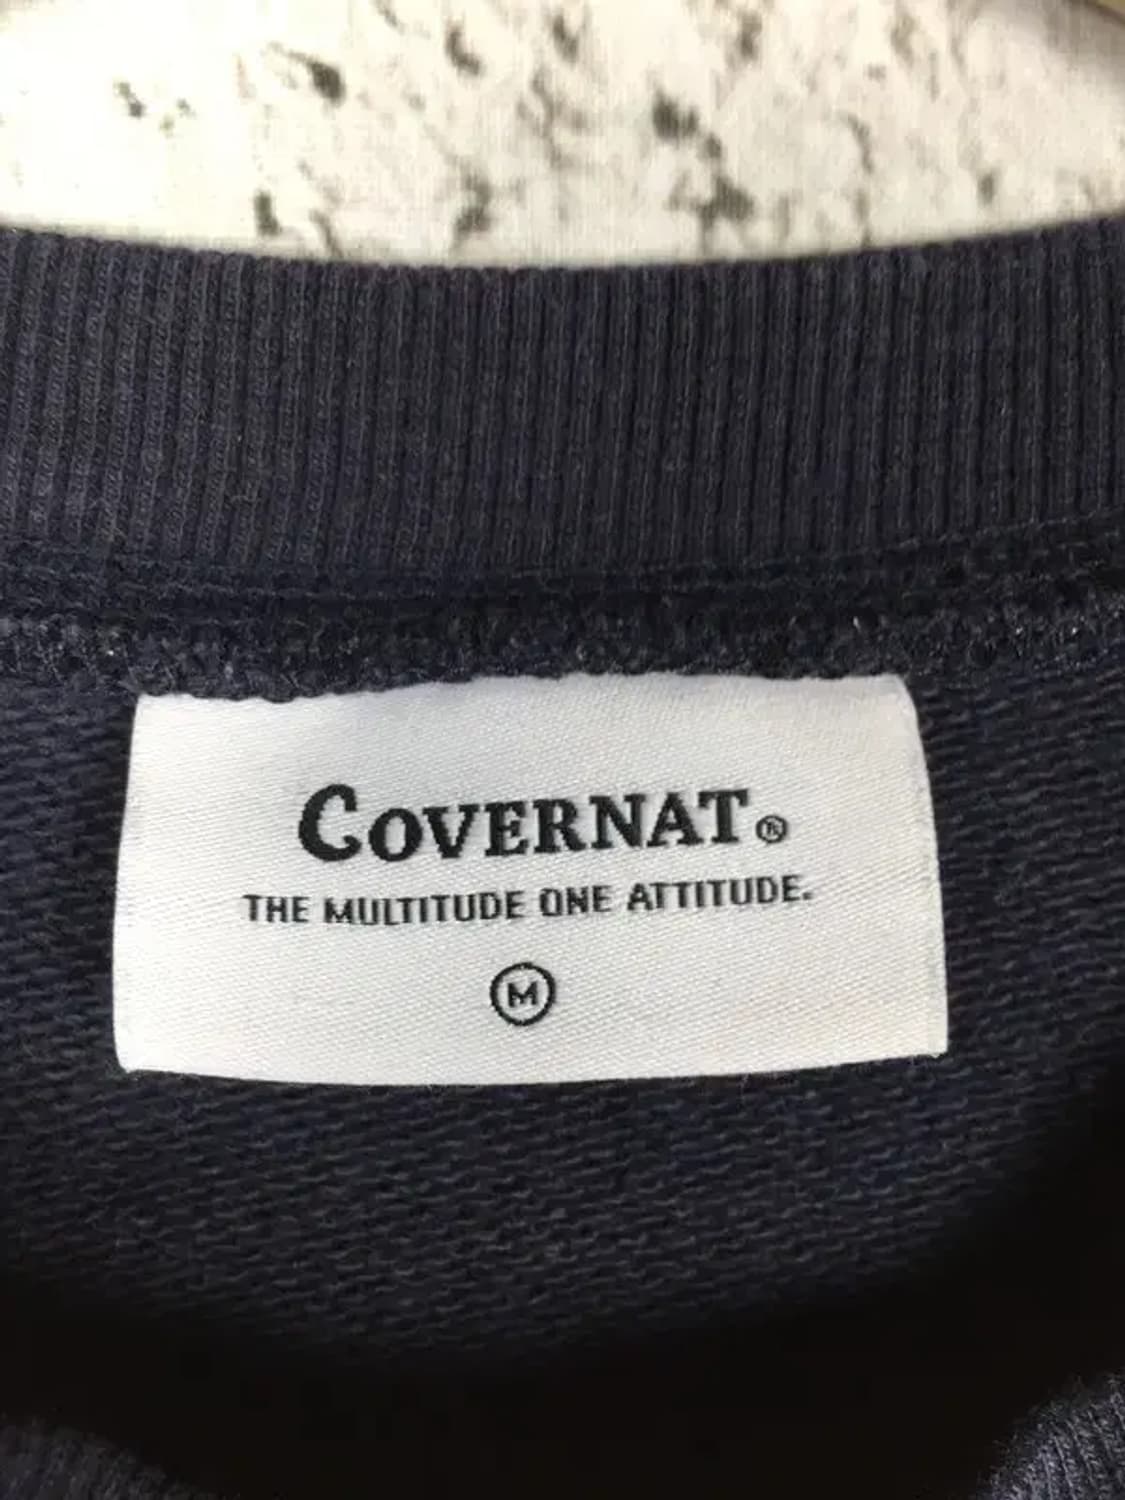 COVERNAT®
THE MULTITUDE ONE ATTITUDE.
M